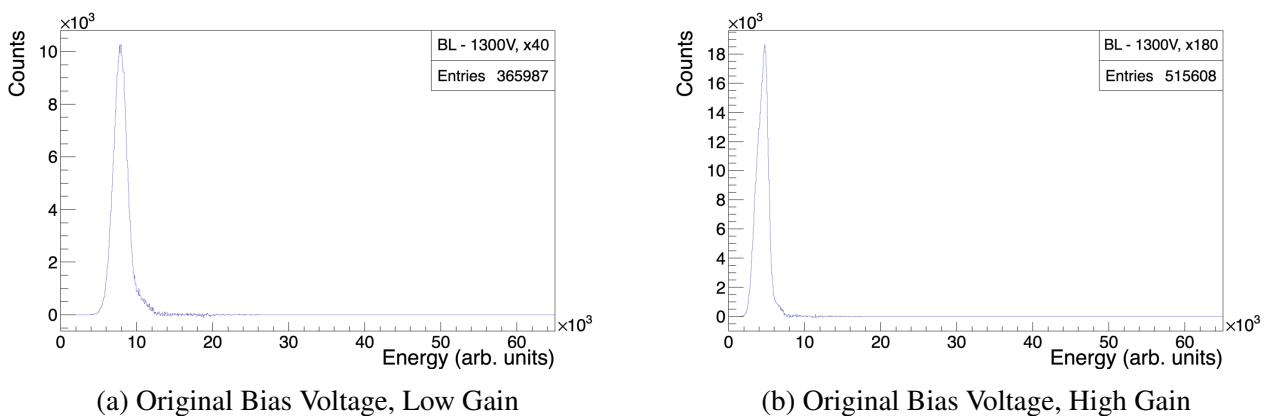 ×10³
Counts
10
8
6
4
2
0
BL - 1300V, x40
Entries 365987
0 10 20 30 40 50 60
×10³
Energy (arb. units)
(a) Original Bias Voltage, Low Gain
×10³
Counts
18
16
14
12
10
8
6
4
2
0
BL - 1300V, x180
Entries 515608
0 10 20 30 40 50 60
×10³
Energy (arb. units)
(b) Original Bias Voltage, High Gain